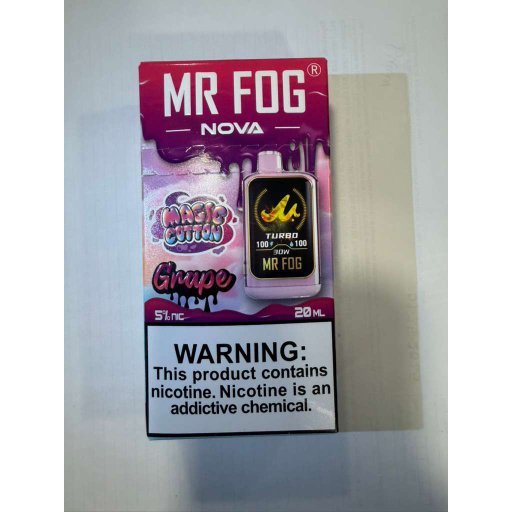 MR FOG®
NOVA
MAGIC
COTTON
Grape
TURBO
100 100
30W
MR FOG
5% NIC
20 ML
WARNING:
This product contains
nicotine. Nicotine is an
addictive chemical.